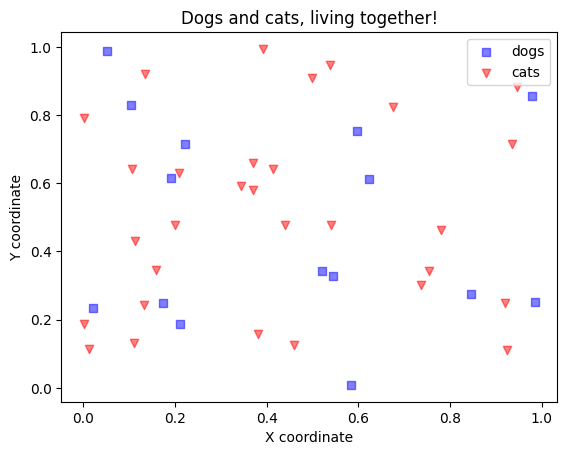 Dogs and cats, living together!
dogs
cats
1.0
0.8
0.6
0.4
0.2
0.0
Y coordinate
0.0 0.2 0.4 0.6 0.8 1.0
X coordinate